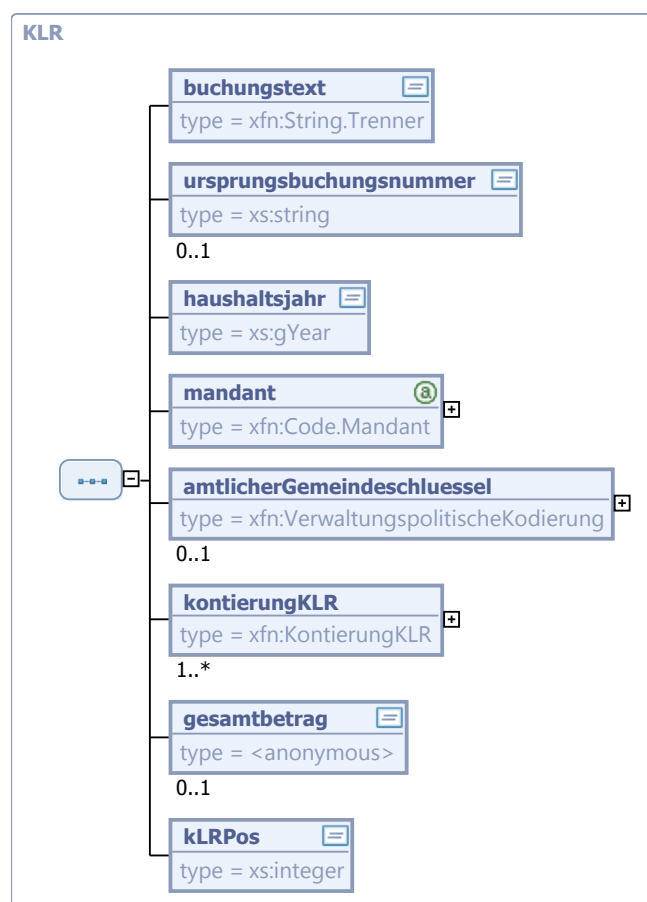 KLR
buchungstext
type = xfn:String.Trenner
ursprungsbuchungsnummer
type = xs:string
0..1
haushaltsjahr
type = xs:gYear
mandant
type = xfn:Code.Mandant
amtlicherGemeindeschluessel
type = xfn:VerwaltungspolitischeKodierung
0..1
kontierungKLR
type = xfn:KontierungKLR
1..*
gesamtbetrag
type = <anonymous>
0..1
kLRPos
type = xs:integer